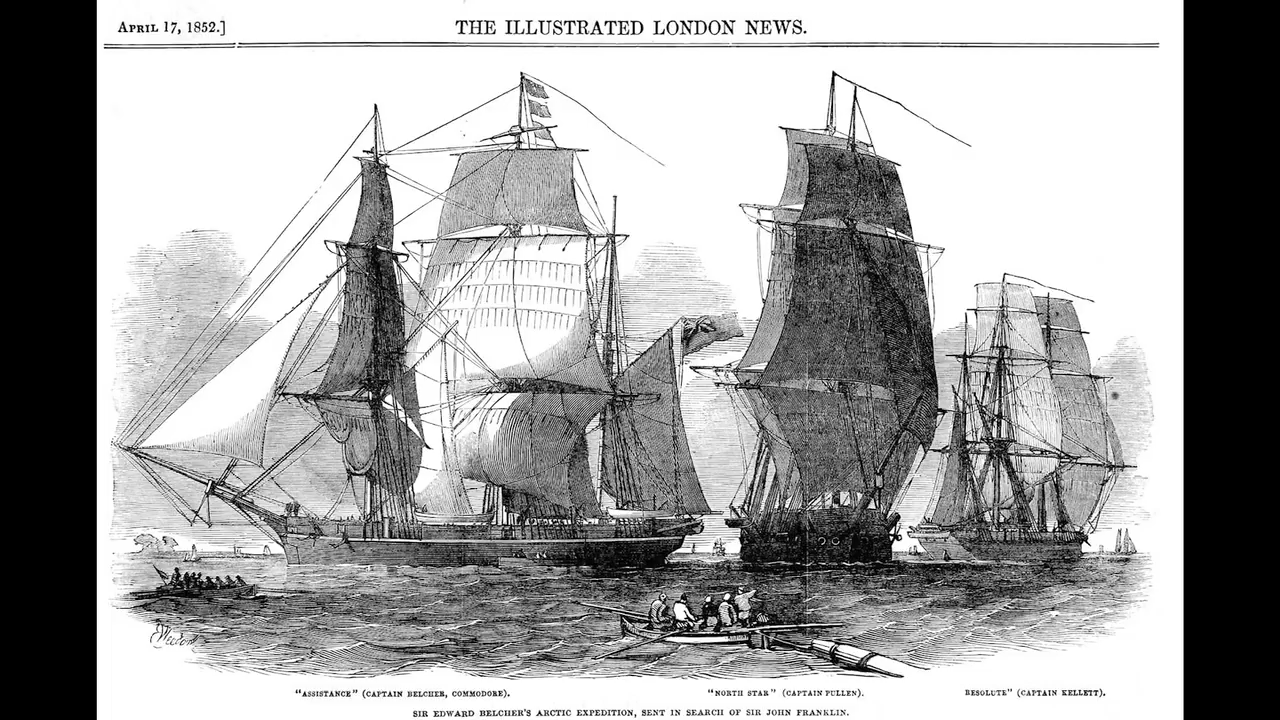 APRIL 17, 1852.]
THE ILLUSTRATED LONDON NEWS.
"ASSISTANCE" (CAPTAIN BELCHER, COMMODORE).
"NORTH STAR" (CAPTAIN PULLEN).
RESOLUTE" (CAPTAIN KELLETT).
SIR EDWARD BELCHER'S ARCTIC EXPEDITION, SENT IN SEARCH OF SIR JOHN FRANKLIN.